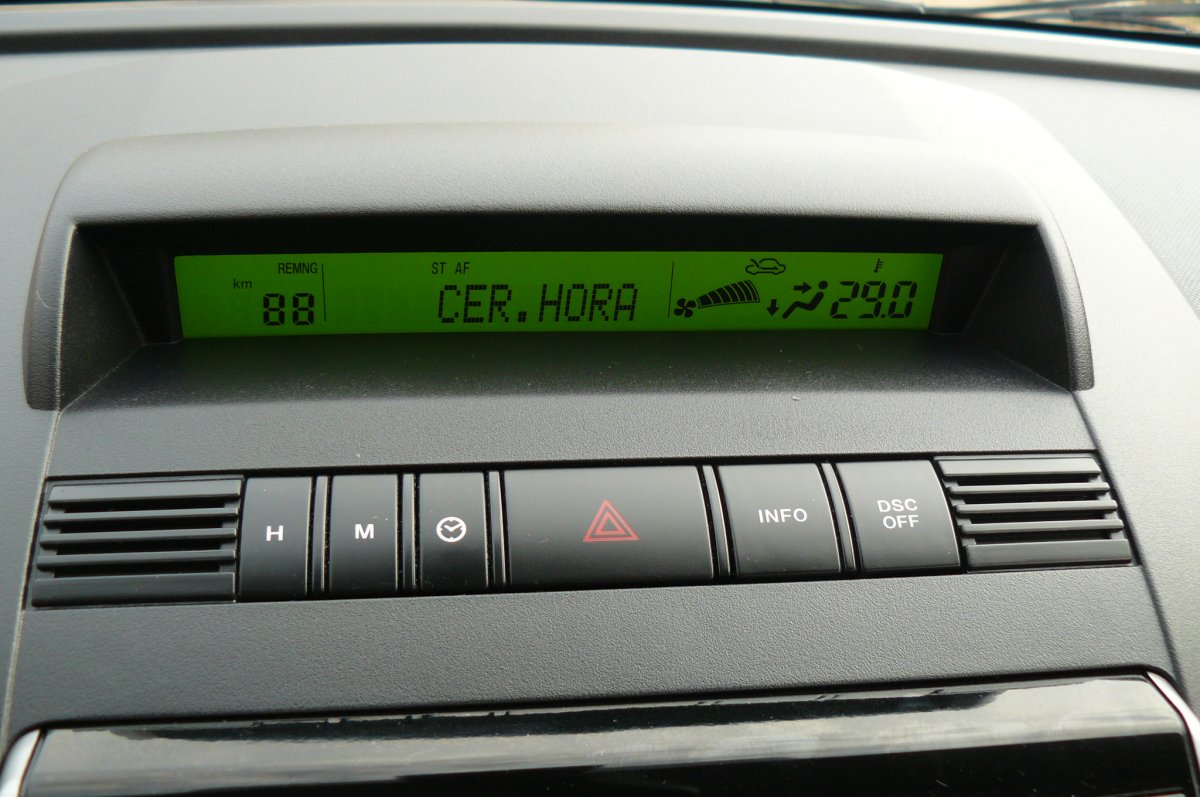 REMNG ST AF
km 88 CER.HORA 29.0
H M INFO DSC
OFF